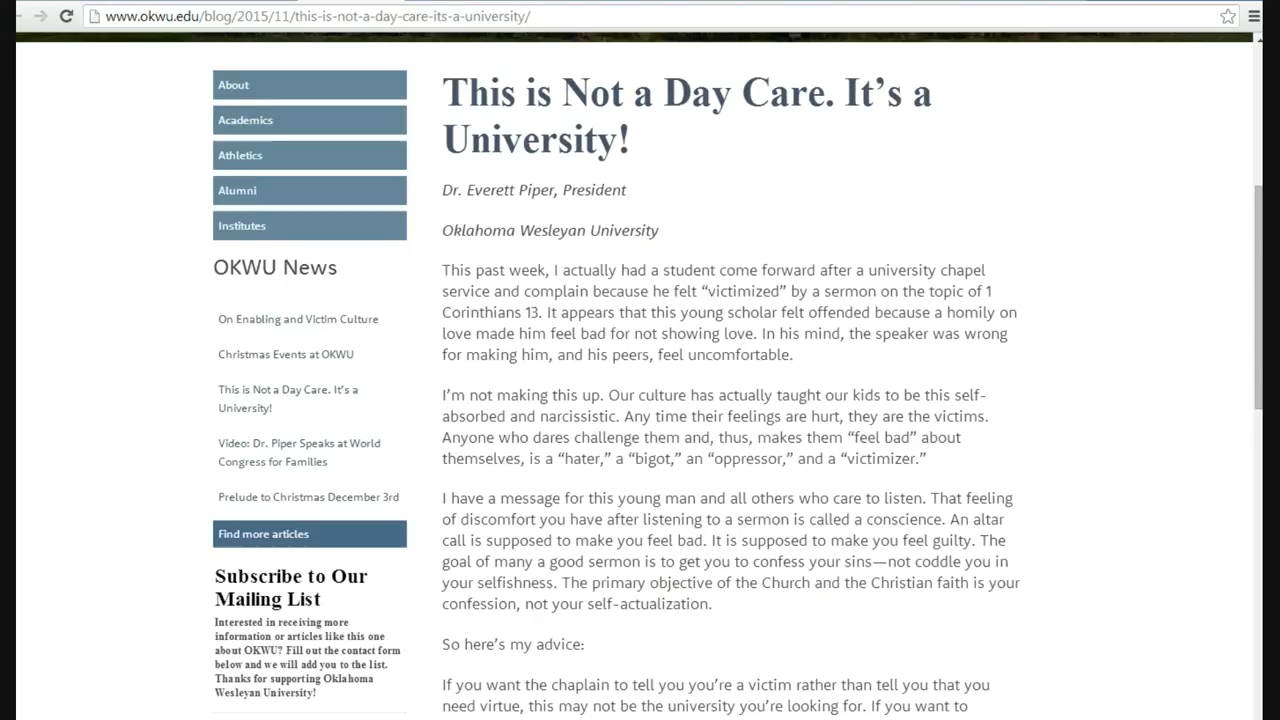 www.okwu.edu/blog/2015/11/this-is-not-a-day-care-its-a-university/
About
Academics
Athletics
Alumni
Institutes
OKWU News
On Enabling and Victim Culture
Christmas Events at OKWU
This is Not a Day Care. It's a
University!
Video: Dr. Piper Speaks at World
Congress for Families
Prelude to Christmas December 3rd
Find more articles
Subscribe to Our
Mailing List
Interested in receiving more
information or articles like this one
about OKWU? Fill out the contact form
below and we will add you to the list.
Thanks for supporting Oklahoma
Wesleyan University!
This is Not a Day Care. It’s a
University!
Dr. Everett Piper, President
Oklahoma Wesleyan University
This past week, I actually had a student come forward after a university chapel
service and complain because he felt “victimized” by a sermon on the topic of 1
Corinthians 13. It appears that this young scholar felt offended because a homily on
love made him feel bad for not showing love. In his mind, the speaker was wrong
for making him, and his peers, feel uncomfortable.
I’m not making this up. Our culture has actually taught our kids to be this self-
absorbed and narcissistic. Any time their feelings are hurt, they are the victims.
Anyone who dares challenge them and, thus, makes them “feel bad” about
themselves, is a “hater,” a “bigot,” an “oppressor,” and a “victimizer.”
I have a message for this young man and all others who care to listen. That feeling
of discomfort you have after listening to a sermon is called a conscience. An altar
call is supposed to make you feel bad. It is supposed to make you feel guilty. The
goal of many a good sermon is to get you to confess your sins—not coddle you in
your selfishness. The primary objective of the Church and the Christian faith is your
confession, not your self-actualization.
So here’s my advice:
If you want the chaplain to tell you you’re a victim rather than tell you that you
need virtue, this may not be the university you’re looking for. If you want to